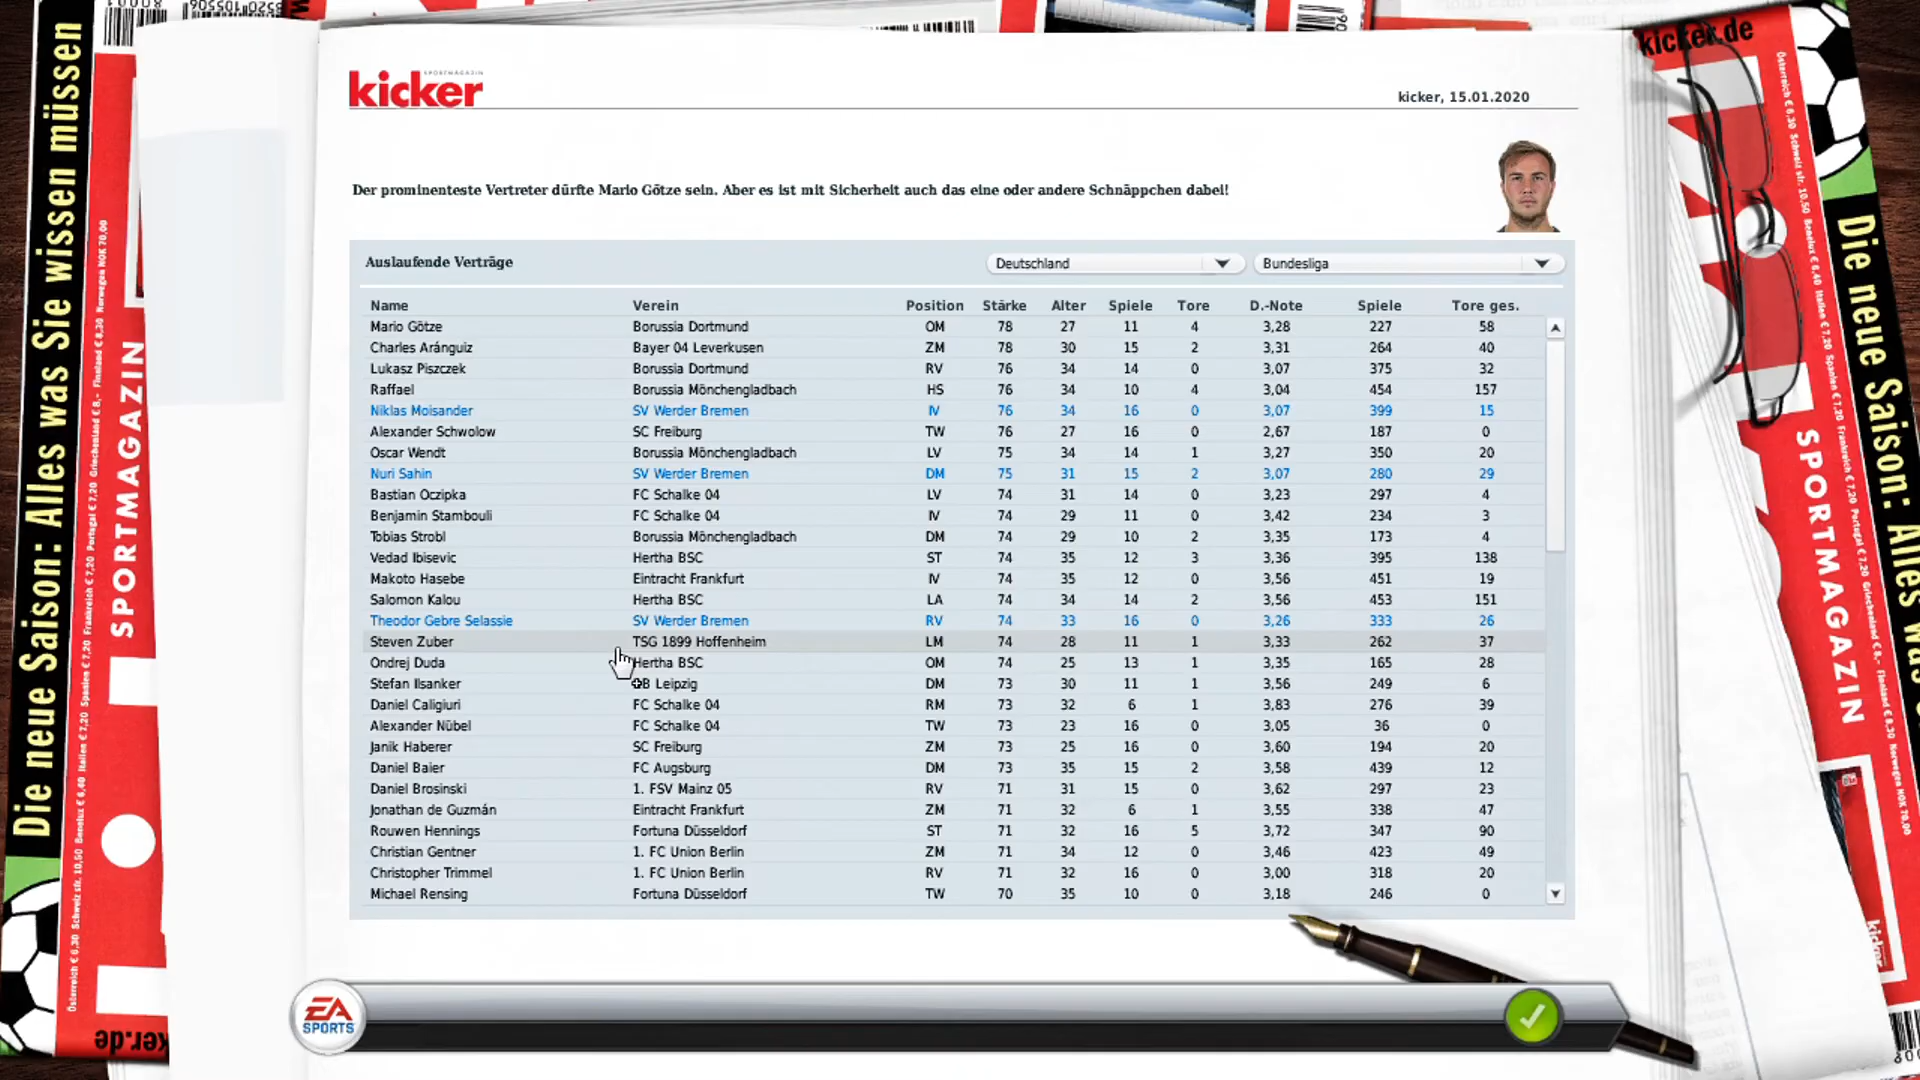 kicker
SPORTMAGAZIN
kicker, 15.01.2020
Der prominenteste Vertreter dürfte Mario Götze sein. Aber es ist mit Sicherheit auch das eine oder andere Schnäppchen dabei!
Auslaufende Verträge Deutschland Bundesliga
Name Verein Position Stärke Alter Spiele Tore D.-Note Spiele Tore ges.
Mario Götze Borussia Dortmund OM 78 27 11 4 3,28 227 58
Charles Aránguiz Bayer 04 Leverkusen ZM 78 30 15 2 3,31 264 40
Lukasz Piszczek Borussia Dortmund RV 76 34 14 0 3,07 375 32
Raffael Borussia Mönchengladbach HS 76 34 10 4 3,04 454 157
Niklas Moisander SV Werder Bremen IV 76 34 16 0 3,07 399 15
Alexander Schwolow SC Freiburg TW 76 27 16 0 2,67 187 0
Oscar Wendt Borussia Mönchengladbach LV 75 34 14 1 3,27 350 20
Nuri Sahin SV Werder Bremen DM 75 31 15 2 3,07 280 29
Bastian Oczipka FC Schalke 04 LV 74 31 14 0 3,23 297 4
Benjamin Stambouli FC Schalke 04 IV 74 29 11 0 3,42 234 3
Tobias Strobl Borussia Mönchengladbach DM 74 29 10 2 3,35 173 4
Vedad Ibisevic Hertha BSC ST 74 35 12 3 3,36 395 138
Makoto Hasebe Eintracht Frankfurt IV 74 35 12 0 3,56 451 19
Salomon Kalou Hertha BSC LA 74 34 14 2 3,56 453 151
Theodor Gebre Selassie SV Werder Bremen RV 74 33 16 0 3,26 333 26
Steven Zuber TSG 1899 Hoffenheim LM 74 28 11 1 3,33 262 37
Ondrej Duda Hertha BSC OM 74 25 13 1 3,35 165 28
Stefan Ilsanker B Leipzig DM 73 30 11 1 3,56 249 6
Daniel Caligiuri FC Schalke 04 RM 73 32 6 1 3,83 276 39
Alexander Nübel FC Schalke 04 TW 73 23 16 0 3,05 36 0
Janik Haberer SC Freiburg ZM 73 25 16 0 3,60 194 20
Daniel Baier FC Augsburg DM 73 35 15 2 3,58 439 12
Daniel Brosinski 1. FSV Mainz 05 RV 71 31 15 0 3,62 297 23
Jonathan de Guzmán Eintracht Frankfurt ZM 71 32 6 1 3,55 338 47
Rouwen Hennings Fortuna Düsseldorf ST 71 32 16 5 3,72 347 90
Christian Gentner 1. FC Union Berlin ZM 71 34 12 0 3,46 423 49
Christopher Trimmel 1. FC Union Berlin RV 71 32 16 0 3,00 318 20
Michael Rensing Fortuna Düsseldorf TW 70 35 10 0 3,18 246 0
EA
SPORTS
Die neue Saison: Alles was Sie wissen müssen
SPORTMAGAZIN
kicker.de
Die neue Saison: Alles was
SPORTMAGAZIN
kicker